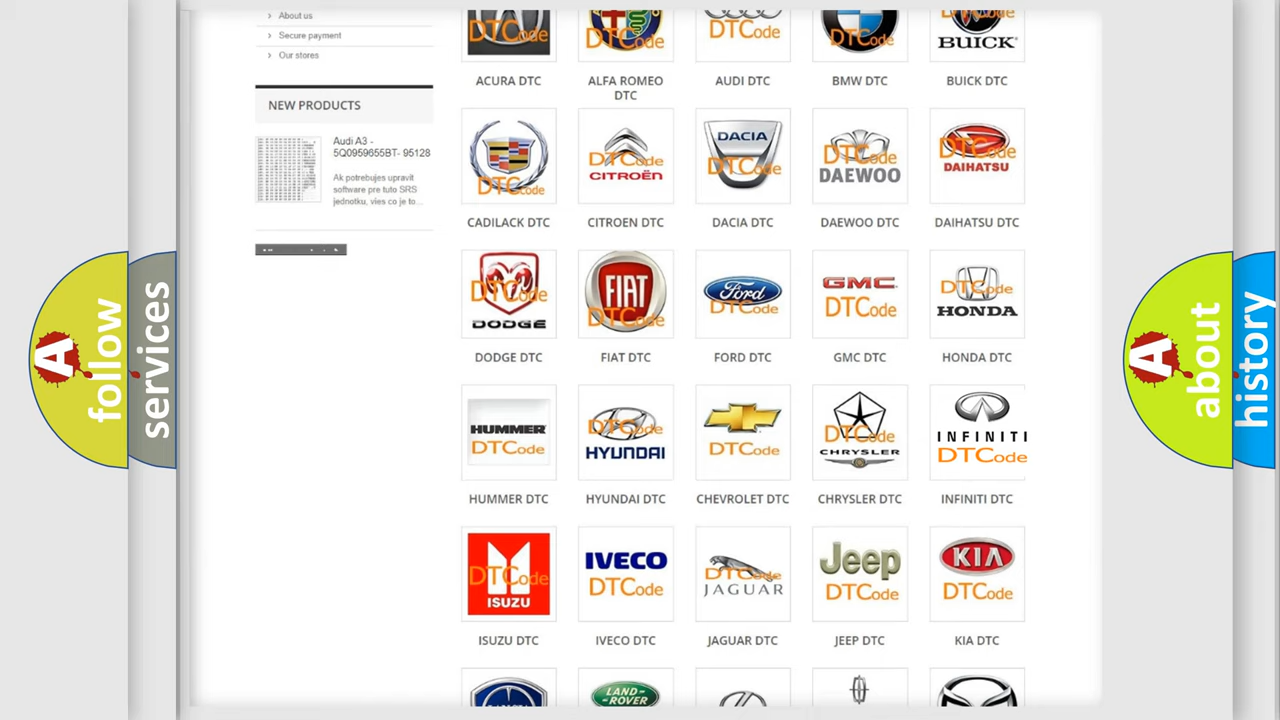 About us
Secure payment
Our stores
NEW PRODUCTS
Audi A3 -
5Q0959655BT- 95128
Ak potrebujes upravit
software pre tuto SRS
jednotku, vies co je to...
DTCode
DTCode
DTCode
DTCode
BUICK
ACURA DTC
ALFA ROMEO
DTC
AUDI DTC
BMW DTC
BUICK DTC
DTCode
DTCode
CITROËN
DACIA
DTCode
DTCode
DAEWOO
DTCode
DAIHATSU
CADILACK DTC
CITROEN DTC
DACIA DTC
DAEWOO DTC
DAIHATSU DTC
DTCode
DODGE
FIAT
DTCode
Ford
DTCode
GMC
DTCode
DTCode
HONDA
DODGE DTC
FIAT DTC
FORD DTC
GMC DTC
HONDA DTC
HUMMER
DTCode
DTCode
HYUNDAI
DTCode
DTCode
CHRYSLER
INFINITI
DTCode
HUMMER DTC
HYUNDAI DTC
CHEVROLET DTC
CHRYSLER DTC
INFINITI DTC
DTCode
ISUZU
IVECO
DTCode
DTCode
JAGUAR
Jeep
DTCode
KIA
DTCode
ISUZU DTC
IVECO DTC
JAGUAR DTC
JEEP DTC
KIA DTC
LAND-
ROVER
A
follow
services
A
about
history